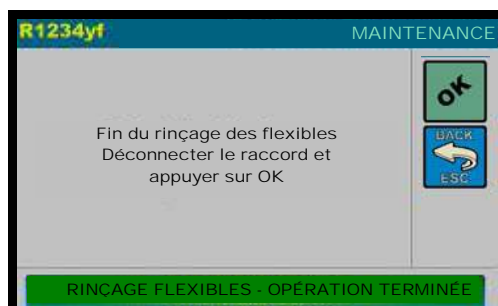 R1234yf MAINTENANCE
OK
Fin du rinçage des flexibles
Déconnecter le raccord et
appuyer sur OK
BACK
ESC
RINÇAGE FLEXIBLES - OPÉRATION TERMINÉE